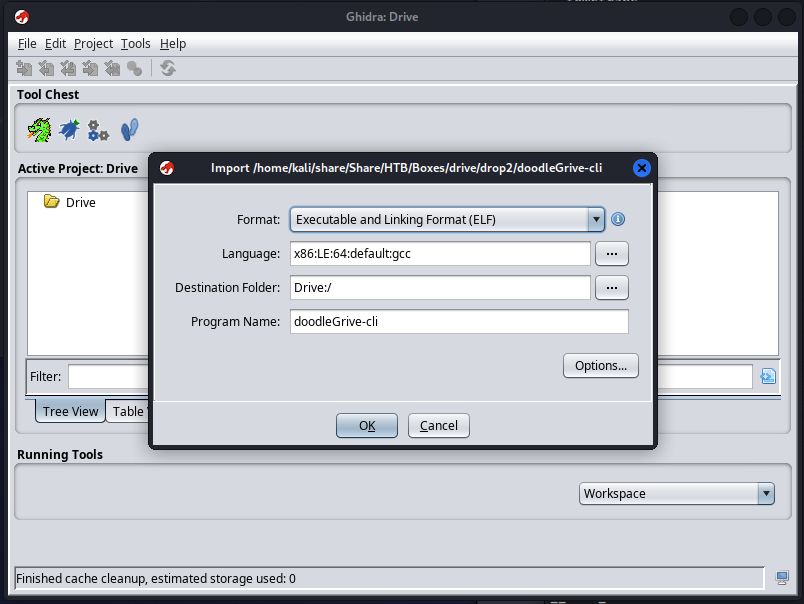 Ghidra: Drive
File Edit Project Tools Help
Tool Chest
Active Project: Drive
Import /home/kali/share/Share/HTB/Boxes/drive/drop2/doodleGrive-cli
Drive
Format: Executable and Linking Format (ELF)
Language: x86:LE:64:default:gcc ...
Destination Folder: Drive:/ ...
Program Name: doodleGrive-cli
Options...
Filter:
Tree View Table
OK Cancel
Running Tools
Workspace
Finished cache cleanup, estimated storage used: 0